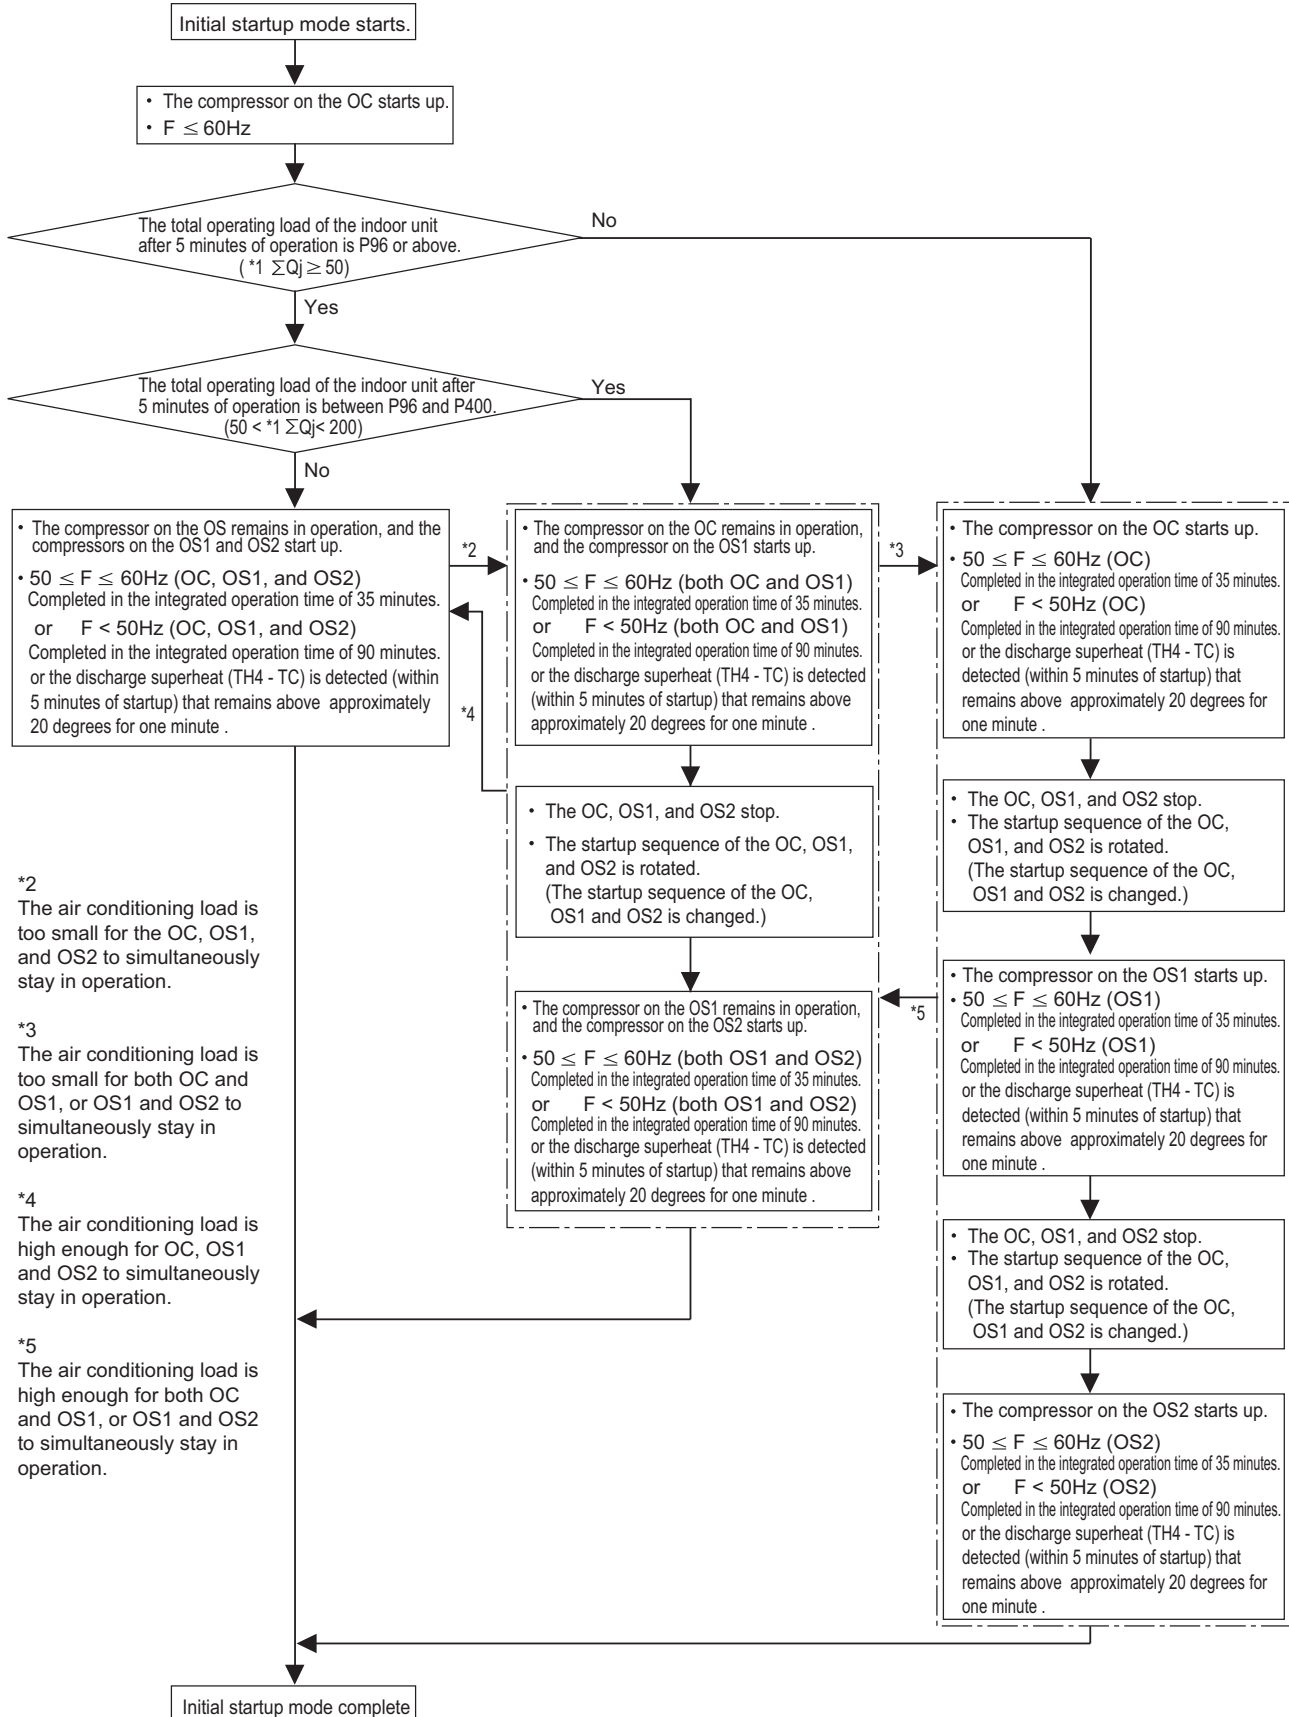 Initial startup mode starts.
• The compressor on the OC starts up.
• F ≤ 60Hz
The total operating load of the indoor unit
after 5 minutes of operation is P96 or above.
( *1 ΣQj ≥ 50)
No
Yes
The total operating load of the indoor unit after
5 minutes of operation is between P96 and P400.
(50 < *1 ΣQj< 200)
Yes
No
• The compressor on the OS remains in operation, and the
compressors on the OS1 and OS2 start up.
• 50 ≤ F ≤ 60Hz (OC, OS1, and OS2)
Completed in the integrated operation time of 35 minutes.
or F < 50Hz (OC, OS1, and OS2)
Completed in the integrated operation time of 90 minutes.
or the discharge superheat (TH4 - TC) is detected (within
5 minutes of startup) that remains above approximately
20 degrees for one minute .
*2
*4
• The compressor on the OC remains in operation,
and the compressor on the OS1 starts up.
• 50 ≤ F ≤ 60Hz (both OC and OS1)
Completed in the integrated operation time of 35 minutes.
or F < 50Hz (both OC and OS1)
Completed in the integrated operation time of 90 minutes.
or the discharge superheat (TH4 - TC) is detected
(within 5 minutes of startup) that remains above
approximately 20 degrees for one minute .
*3
• The OC, OS1, and OS2 stop.
• The startup sequence of the OC, OS1,
and OS2 is rotated.
(The startup sequence of the OC,
OS1 and OS2 is changed.)
• The compressor on the OS1 remains in operation,
and the compressor on the OS2 starts up.
• 50 ≤ F ≤ 60Hz (both OS1 and OS2)
Completed in the integrated operation time of 35 minutes.
or F < 50Hz (both OS1 and OS2)
Completed in the integrated operation time of 90 minutes.
or the discharge superheat (TH4 - TC) is detected
(within 5 minutes of startup) that remains above
approximately 20 degrees for one minute .
*5
• The compressor on the OC starts up.
• 50 ≤ F ≤ 60Hz (OC)
Completed in the integrated operation time of 35 minutes.
or F < 50Hz (OC)
Completed in the integrated operation time of 90 minutes.
or the discharge superheat (TH4 - TC) is
detected (within 5 minutes of startup) that
remains above approximately 20 degrees for
one minute .
• The OC, OS1, and OS2 stop.
• The startup sequence of the OC,
OS1, and OS2 is rotated.
(The startup sequence of the OC,
OS1 and OS2 is changed.)
• The compressor on the OS1 starts up.
• 50 ≤ F ≤ 60Hz (OS1)
Completed in the integrated operation time of 35 minutes.
or F < 50Hz (OS1)
Completed in the integrated operation time of 90 minutes.
or the discharge superheat (TH4 - TC) is
detected (within 5 minutes of startup) that
remains above approximately 20 degrees for
one minute .
• The OC, OS1, and OS2 stop.
• The startup sequence of the OC,
OS1, and OS2 is rotated.
(The startup sequence of the OC,
OS1 and OS2 is changed.)
• The compressor on the OS2 starts up.
• 50 ≤ F ≤ 60Hz (OS2)
Completed in the integrated operation time of 35 minutes.
or F < 50Hz (OS2)
Completed in the integrated operation time of 90 minutes.
or the discharge superheat (TH4 - TC) is
detected (within 5 minutes of startup) that
remains above approximately 20 degrees for
one minute .
*2
The air conditioning load is
too small for the OC, OS1,
and OS2 to simultaneously
stay in operation.
*3
The air conditioning load is
too small for both OC and
OS1, or OS1 and OS2 to
simultaneously stay in
operation.
*4
The air conditioning load is
high enough for OC, OS1
and OS2 to simultaneously
stay in operation.
*5
The air conditioning load is
high enough for both OC
and OS1, or OS1 and OS2
to simultaneously stay in
operation.
Initial startup mode complete